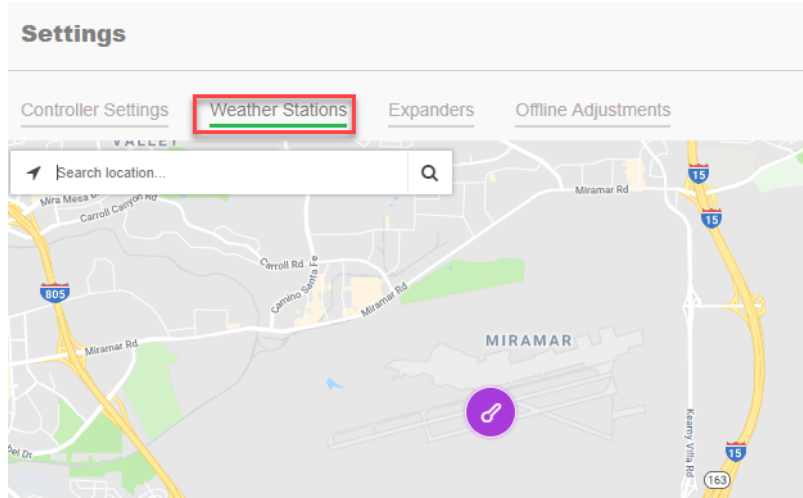 Settings
Controller Settings
Weather Stations
Expanders
Offline Adjustments
VALLEY
Search location...
Mira Mesa
Carroll Canyon Rd
15
Miramar Rd
15
Carroll Rd
Camino Santa Fe
805
Miramar Rd
Miramar Rd
MIRAMAR
Kearny Villa Rd
15
163